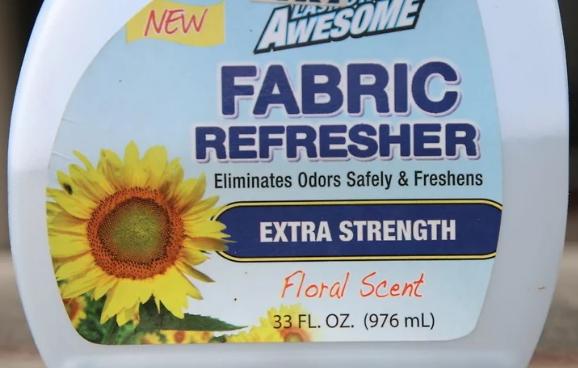 NEW
AWESOME
FABRIC
REFRESHER
Eliminates Odors Safely & Freshens
EXTRA STRENGTH
Floral Scent
33 FL. OZ. (976 mL)